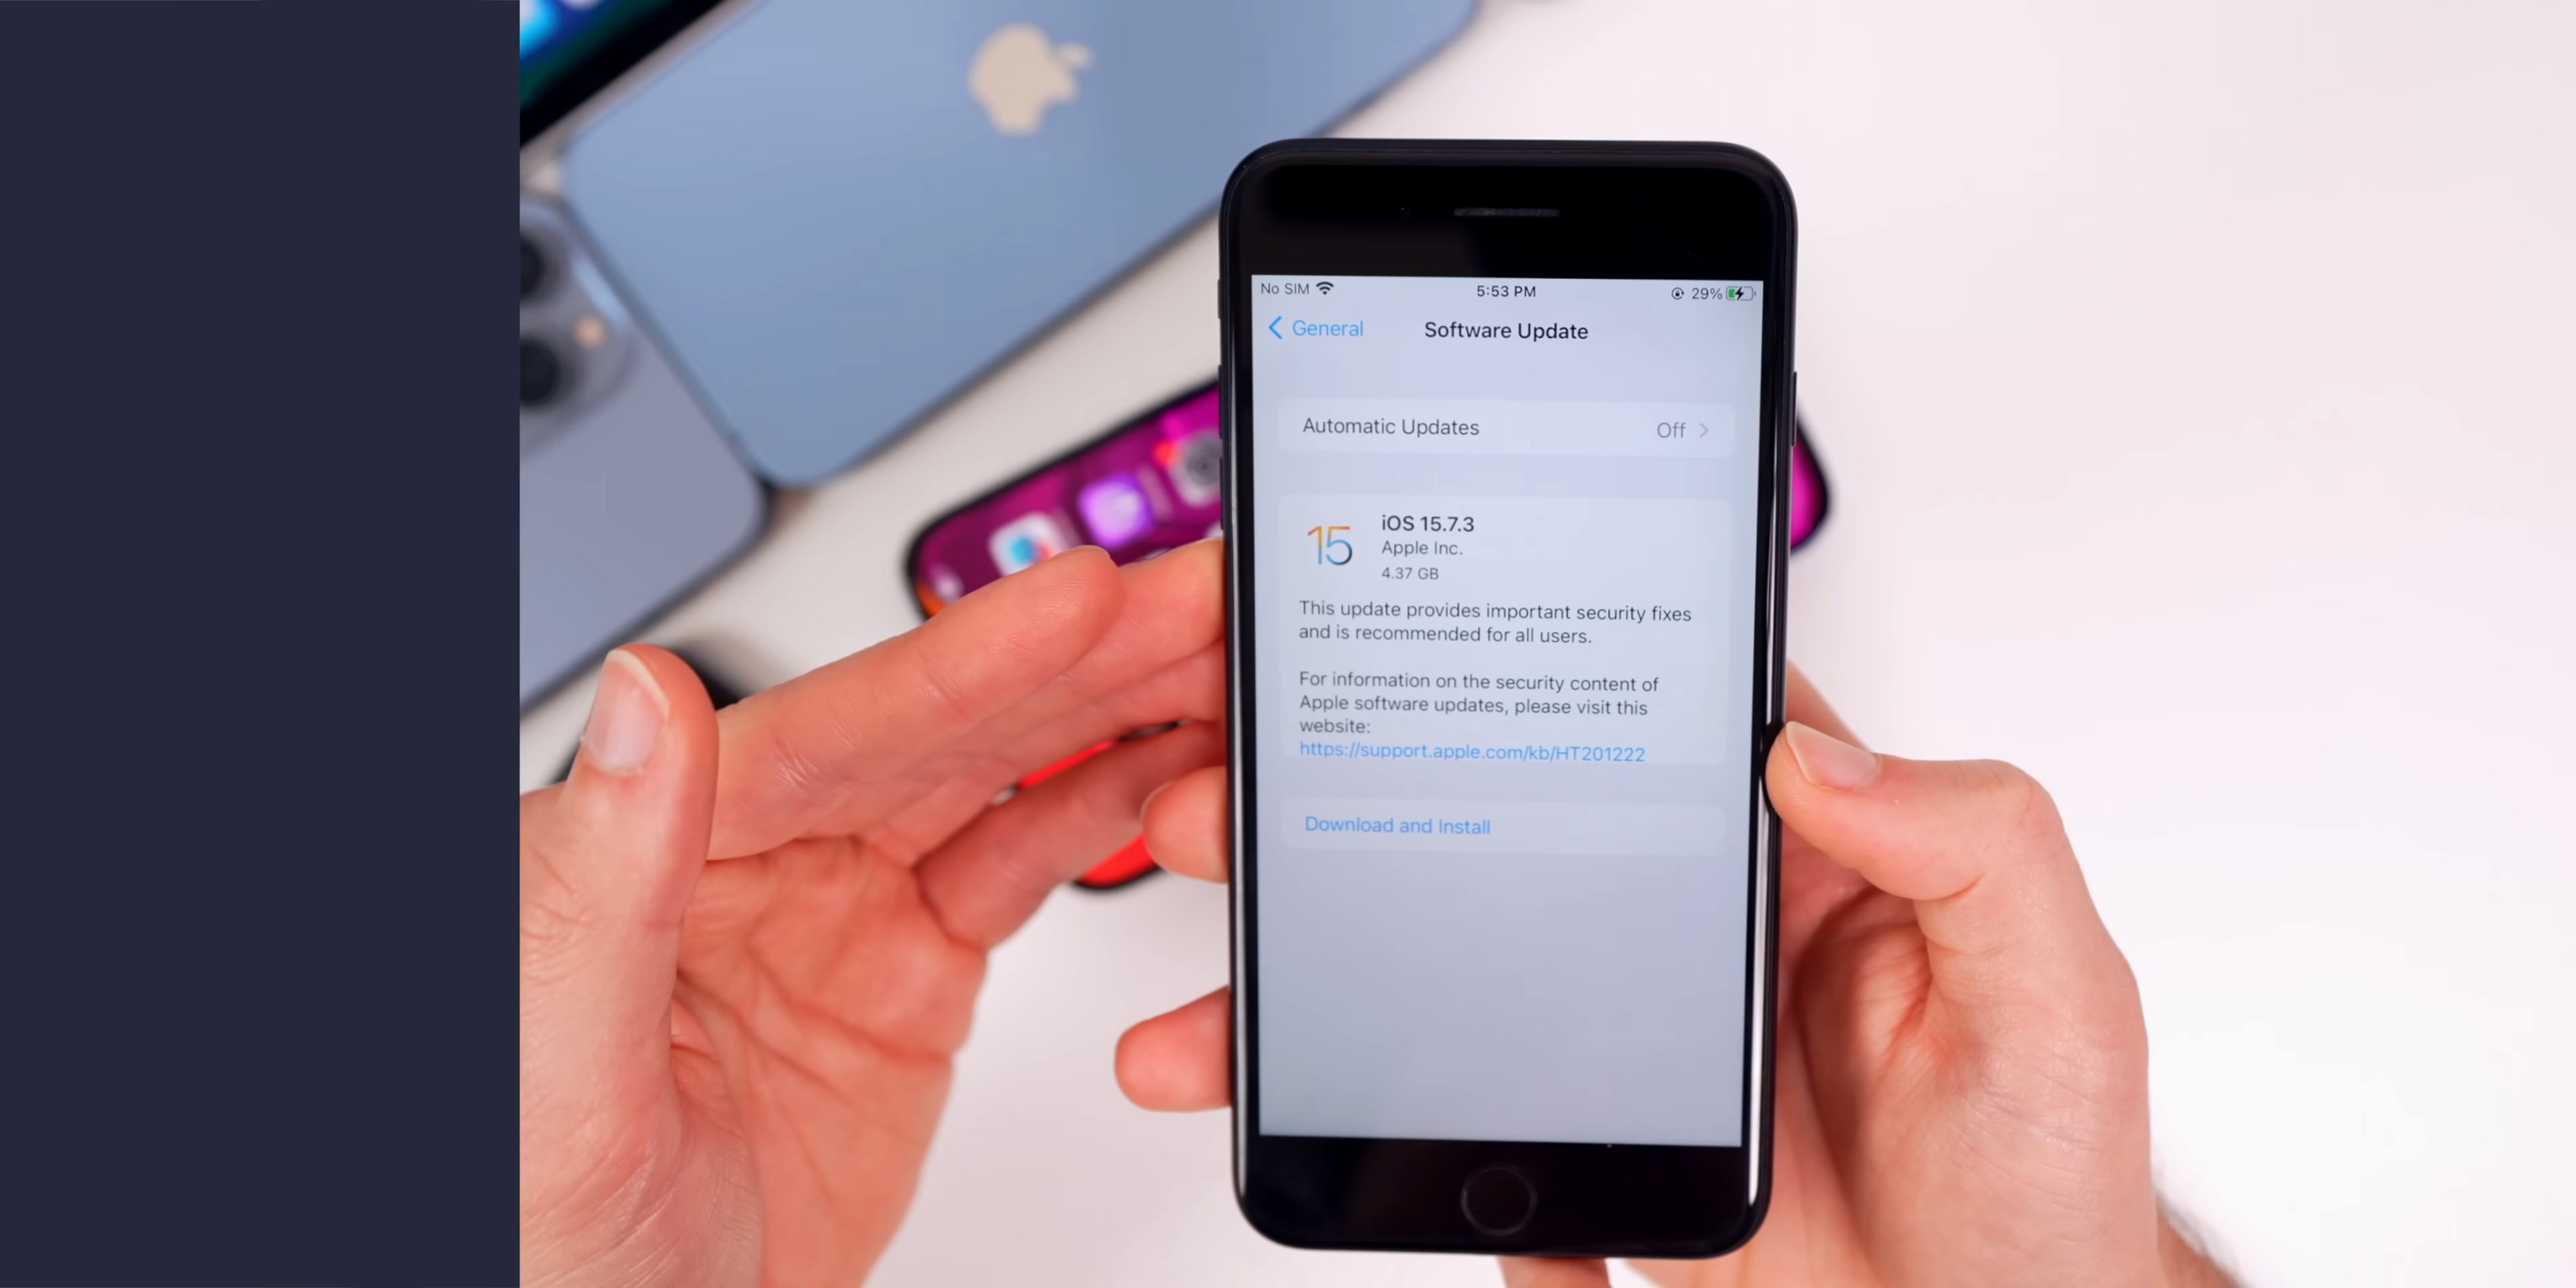 No SIM 5:53 PM 29%
General Software Update
Automatic Updates Off
15
iOS 15.7.3
Apple Inc.
4.37 GB
This update provides important security fixes
and is recommended for all users.
For information on the security content of
Apple software updates, please visit this
website:
https://support.apple.com/kb/HT201222
Download and Install